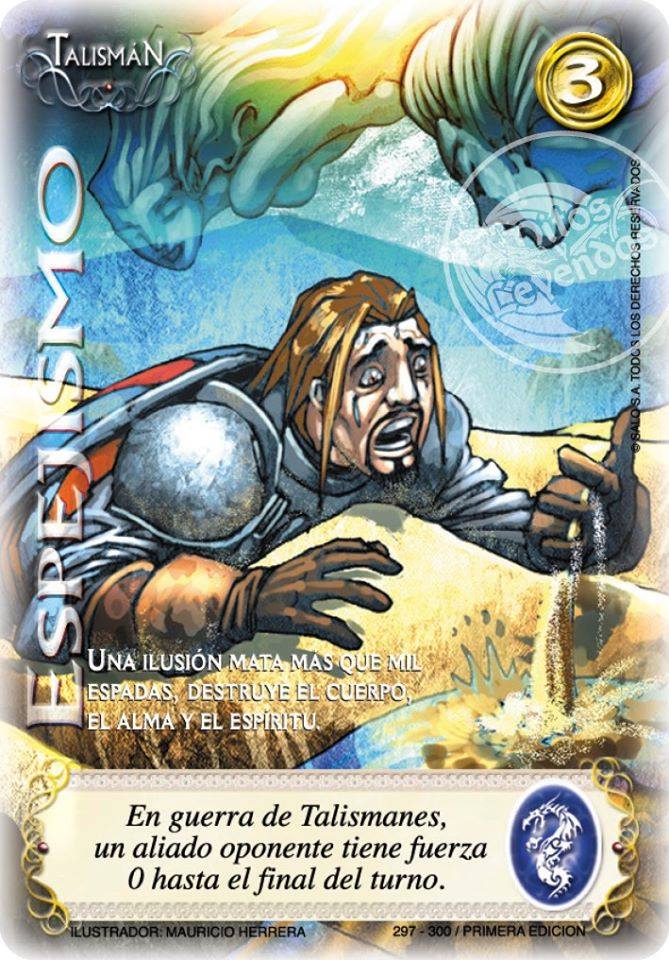 TALISMÁN
3
ESPEJISMO
Mitos
Leyendas
© SALO S.A. TODOS LOS DERECHOS RESERVADOS
UNA ILUSIÓN MATA MÁS QUE MIL
ESPADAS, DESTRUYE EL CUERPO,
EL ALMA Y EL ESPÍRITU.
En guerra de Talismanes,
un aliado oponente tiene fuerza
0 hasta el final del turno.
ILUSTRADOR: MAURICIO HERRERA
297 - 300 / PRIMERA EDICION